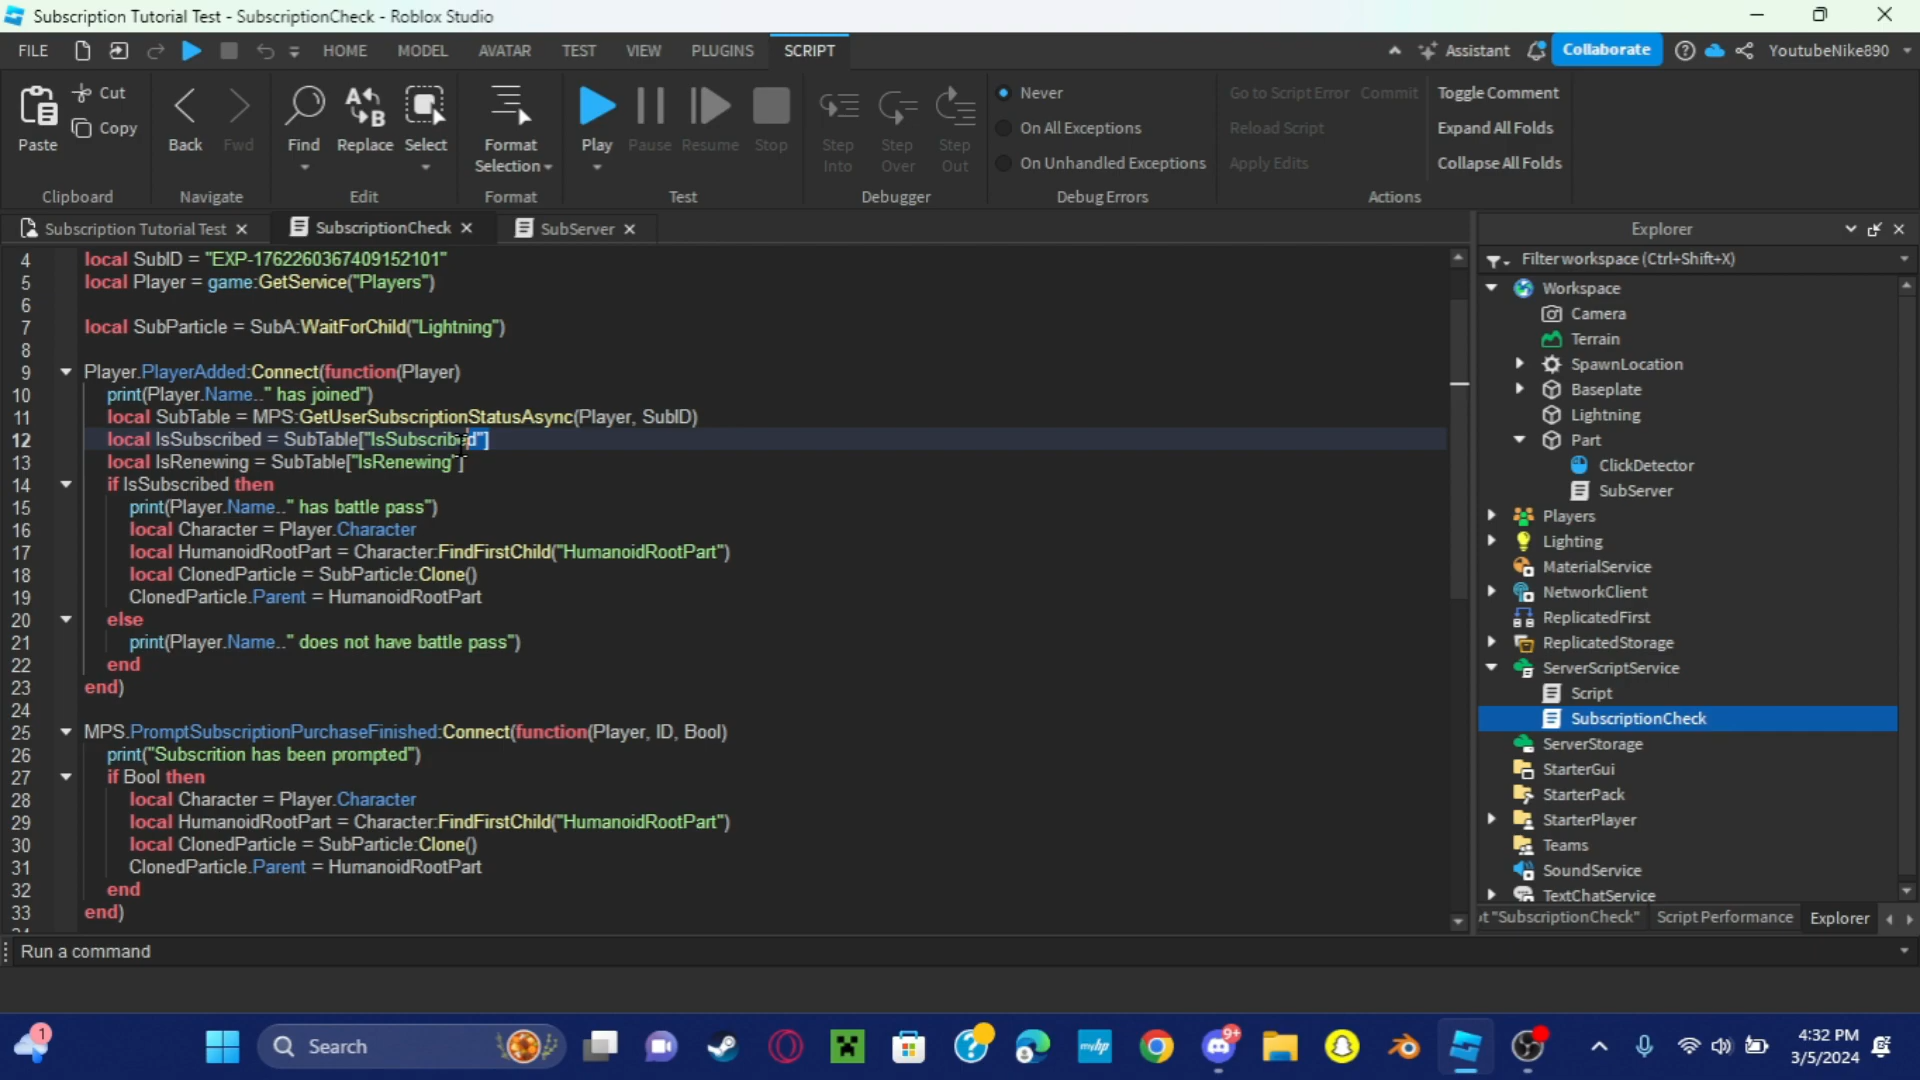 Subscription Tutorial Test - SubscriptionCheck - Roblox Studio
FILE HOME MODEL AVATAR TEST VIEW PLUGINS SCRIPT Assistant Collaborate YoutubeNike890
Paste Cut Copy Back Fwd Find Replace Select Format Selection Play Pause Resume Stop Step Into Step Over Step Out
Never
On All Exceptions
On Unhandled Exceptions
Go to Script Error Commit
Reload Script
Apply Edits
Toggle Comment
Expand All Folds
Collapse All Folds
Clipboard Navigate Edit Format Test Debugger Debug Errors Actions
Subscription Tutorial Test SubscriptionCheck SubServer
4 local SubID = "EXP-1762260367409152101"
5 local Player = game:GetService("Players")
6
7 local SubParticle = SubA:WaitForChild("Lightning")
8
9 Player.PlayerAdded:Connect(function(Player)
10 print(Player.Name.." has joined")
11 local SubTable = MPS:GetUserSubscriptionStatusAsync(Player, SubID)
12 local IsSubscribed = SubTable["IsSubscribed"]
13 local IsRenewing = SubTable["IsRenewing"]
14 if IsSubscribed then
15 print(Player.Name.." has battle pass")
16 local Character = Player.Character
17 local HumanoidRootPart = Character:FindFirstChild("HumanoidRootPart")
18 local ClonedParticle = SubParticle:Clone()
19 ClonedParticle.Parent = HumanoidRootPart
20 else
21 print(Player.Name.." does not have battle pass")
22 end
23 end)
24
25 MPS.PromptSubscriptionPurchaseFinished:Connect(function(Player, ID, Bool)
26 print("Subscrition has been prompted")
27 if Bool then
28 local Character = Player.Character
29 local HumanoidRootPart = Character:FindFirstChild("HumanoidRootPart")
30 local ClonedParticle = SubParticle:Clone()
31 ClonedParticle.Parent = HumanoidRootPart
32 end
33 end)
Explorer
Filter workspace (Ctrl+Shift+X)
Workspace
Camera
Terrain
SpawnLocation
Baseplate
Lightning
Part
ClickDetector
SubServer
Players
Lighting
MaterialService
NetworkClient
ReplicatedFirst
ReplicatedStorage
ServerScriptService
Script
SubscriptionCheck
ServerStorage
StarterGui
StarterPack
StarterPlayer
Teams
SoundService
TextChatService
"SubscriptionCheck" Script Performance Explorer
Run a command
1
Search
myhp
9+
4:32 PM
3/5/2024